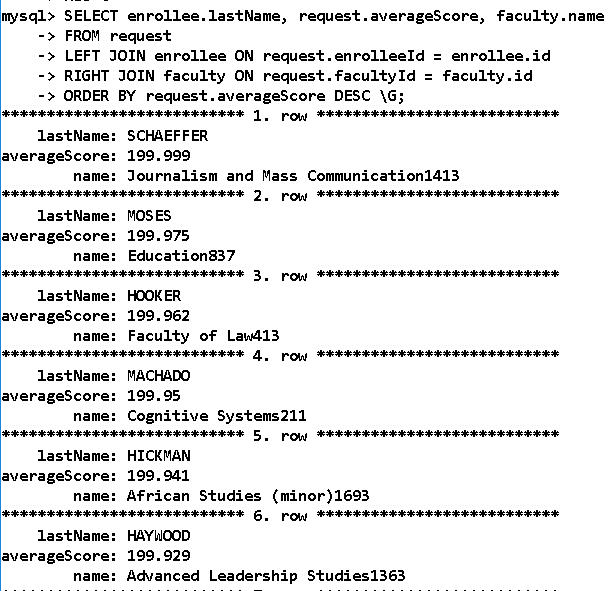 mysql> SELECT enrollee.lastName, request.averageScore, faculty.name
-> FROM request
-> LEFT JOIN enrollee ON request.enrolleeId = enrollee.id
-> RIGHT JOIN faculty ON request.facultyId = faculty.id
-> ORDER BY request.averageScore DESC \G;
*************************** 1. row ***************************
lastName: SCHAEFFER
averageScore: 199.999
name: Journalism and Mass Communication1413
*************************** 2. row ***************************
lastName: MOSES
averageScore: 199.975
name: Education837
*************************** 3. row ***************************
lastName: HOOKER
averageScore: 199.962
name: Faculty of Law413
*************************** 4. row ***************************
lastName: MACHADO
averageScore: 199.95
name: Cognitive Systems211
*************************** 5. row ***************************
lastName: HICKMAN
averageScore: 199.941
name: African Studies (minor)1693
*************************** 6. row ***************************
lastName: HAYWOOD
averageScore: 199.929
name: Advanced Leadership Studies1363